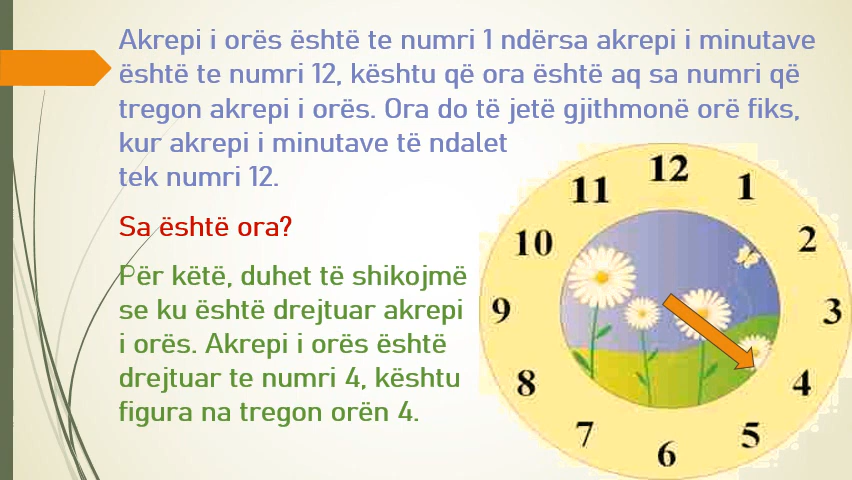 Akrepi i orës është te numri 1 ndërsa akrepi i minutave
është te numri 12, kështu që ora është aq sa numri që
tregon akrepi i orës. Ora do të jetë gjithmonë orë fiks,
kur akrepi i minutave të ndalet
tek numri 12.
Sa është ora?
Për këtë, duhet të shikojmë
se ku është drejtuar akrepi
i orës. Akrepi i orës është
drejtuar te numri 4, kështu
figura na tregon orën 4.
12
11
1
10
2
9
3
8
4
7
5
6